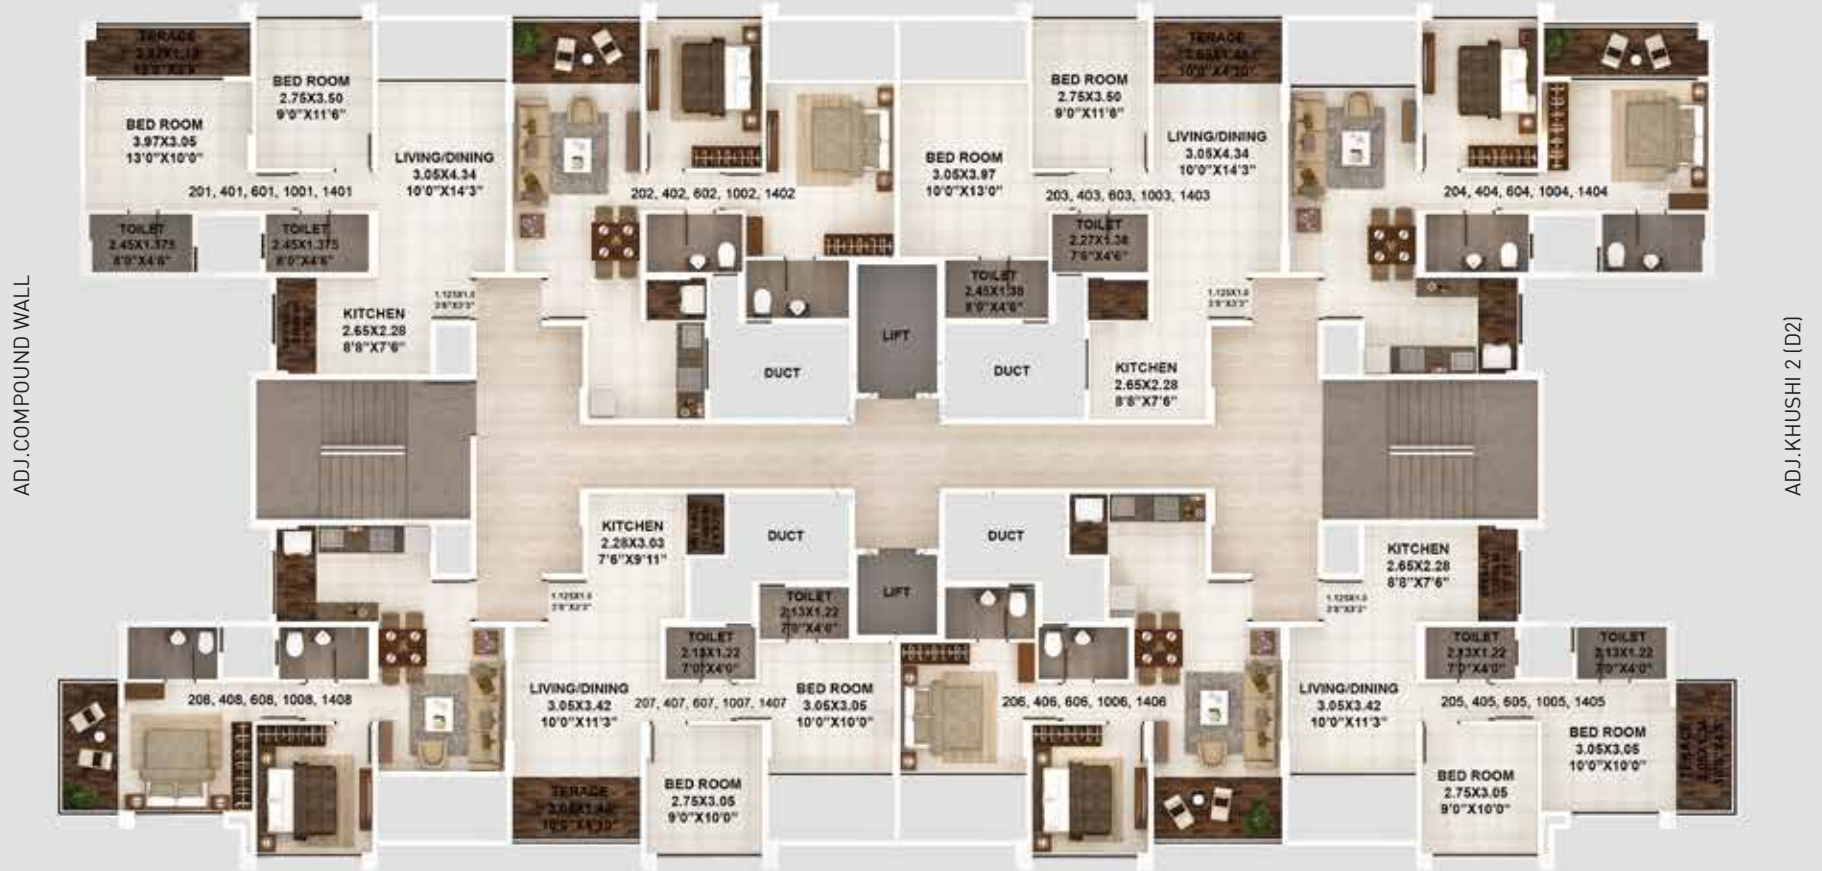 ADJ.COMPOUND WALL
TERACE
BED ROOM
3.97X3.05
13'0"X10'0"
BED ROOM
2.75X3.50
9'0"X11'6"
LIVING/DINING
3.05X4.34
10'0"X14'3"
201, 401, 601, 1001, 1401
TOILET
2.45X1.375
8'0"X4'6"
TOILET
2.45X1.375
8'0"X4'6"
KITCHEN
2.65X2.28
8'8"X7'6"
202, 402, 602, 1002, 1402
DUCT
LIFT
BED ROOM
3.05X3.97
10'0"X13'0"
BED ROOM
2.75X3.50
9'0"X11'6"
TERACE
LIVING/DINING
3.05X4.34
10'0"X14'3"
203, 403, 603, 1003, 1403
TOILET
2.27X1.38
7'6"X4'6"
TOILET
2.45X1.38
8'0"X4'6"
DUCT
KITCHEN
2.65X2.28
8'8"X7'6"
204, 404, 604, 1004, 1404
ADJ.KHUSHI 2 (D2)
208, 408, 608, 1008, 1408
KITCHEN
2.28X3.03
7'6"X9'11"
DUCT
TOILET
2.13X1.22
7'0"X4'0"
TOILET
2.13X1.22
7'0"X4'0"
LIVING/DINING
3.05X3.42
10'0"X11'3"
207, 407, 607, 1007, 1407
BED ROOM
3.05X3.05
10'0"X10'0"
TERACE
BED ROOM
2.75X3.05
9'0"X10'0"
LIFT
DUCT
206, 406, 606, 1006, 1406
KITCHEN
2.65X2.28
8'8"X7'6"
TOILET
2.13X1.22
7'0"X4'0"
TOILET
2.13X1.22
7'0"X4'0"
LIVING/DINING
3.05X3.42
10'0"X11'3"
205, 405, 605, 1005, 1405
BED ROOM
3.05X3.05
10'0"X10'0"
BED ROOM
2.75X3.05
9'0"X10'0"
TERACE